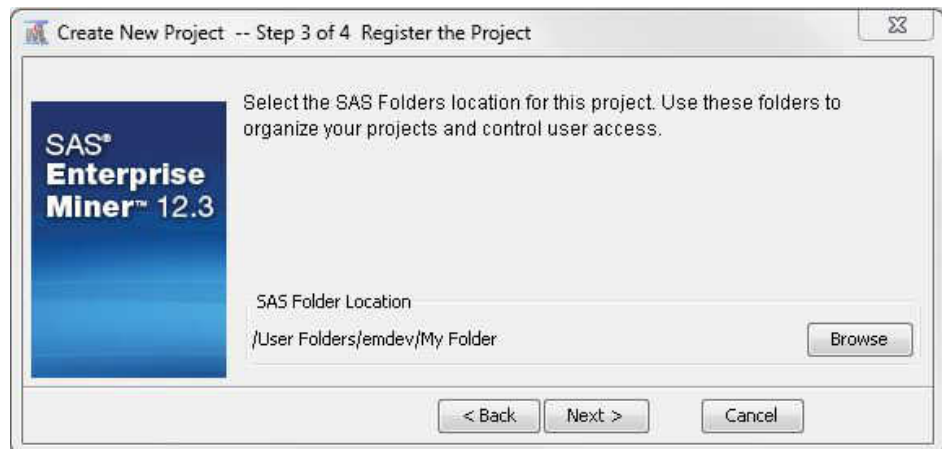 Create New Project -- Step 3 of 4 Register the Project
Select the SAS Folders location for this project. Use these folders to
organize your projects and control user access.
SAS®
Enterprise
Miner™ 12.3
SAS Folder Location
/User Folders/emdev/My Folder
Browse
< Back
Next >
Cancel